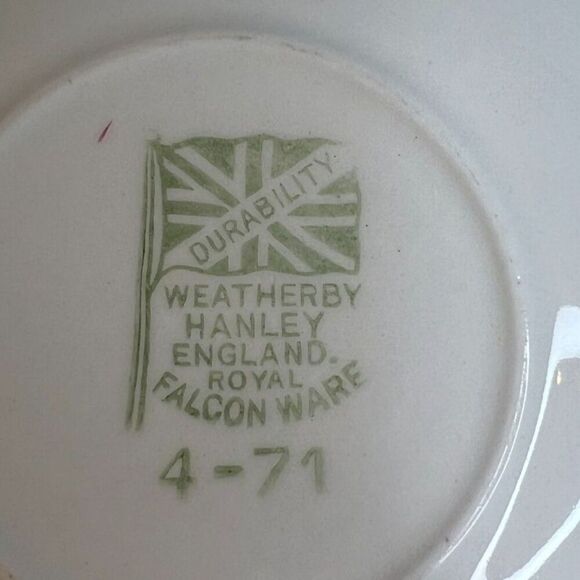 DURABILITY
WEATHERBY
HANLEY
ENGLAND.
ROYAL
FALCON WARE
4-71